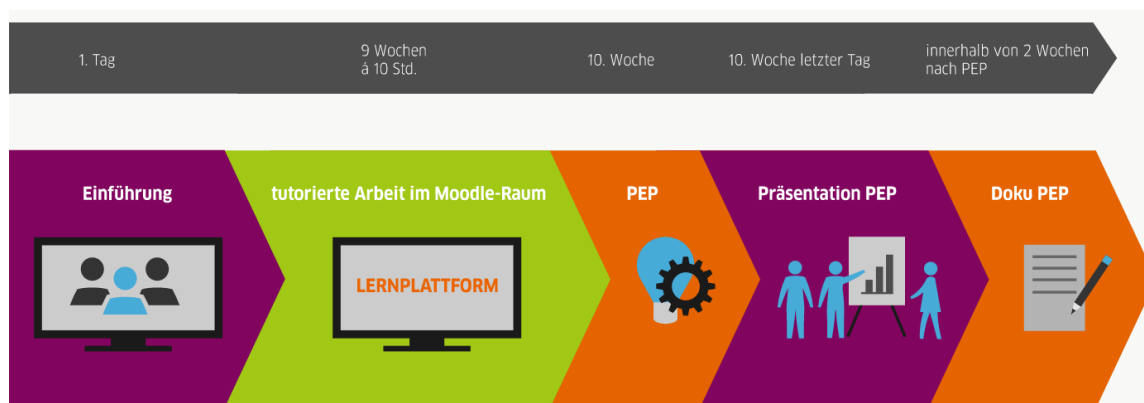 1. Tag
9 Wochen
á 10 Std.
10. Woche
10. Woche letzter Tag
innerhalb von 2 Wochen
nach PEP
Einführung
tutorierte Arbeit im Moodle-Raum
PEP
Präsentation PEP
Doku PEP
LERNPLATTFORM